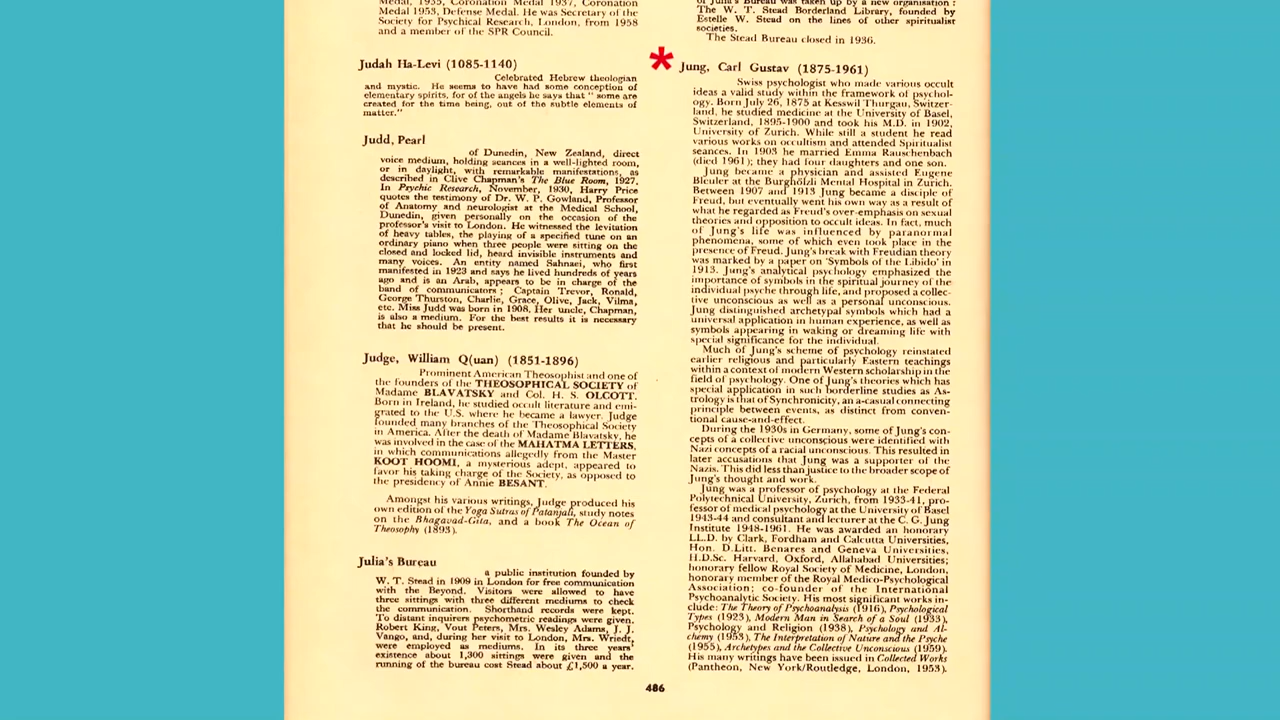 Medal, 1935, Coronation Medal 1937, Coronation
Medal 1953, Defense Medal. He was Secretary of the
Society for Psychical Research, London, from 1958
and a member of the SPR Council.
Judah Ha-Levi (1085-1140)
Celebrated Hebrew theologian
and mystic. He seems to have had some conception of
elementary spirits, for of the angels he says that " some are
created for the time being, out of the subtle elements of
matter."
Judd, Pearl
of Dunedin, New Zealand, direct
voice medium, holding seances in a well-lighted room,
or in daylight, with remarkable manifestations, as
described in Clive Chapman's The Blue Room, 1927.
In Psychic Research, November, 1930, Harry Price
quotes the testimony of Dr. W. P. Gowland, Professor
of Anatomy and neurologist at the Medical School,
Dunedin, given personally on the occasion of the
professor's visit to London. He witnessed the levitation
of heavy tables, the playing of a specified tune on an
ordinary piano when three people were sitting on the
closed and locked lid, heard invisible instruments and
many voices. An entity named Sahnaei, who first
manifested in 1923 and says he lived hundreds of years
ago and is an Arab, appears to be in charge of the
band of communicators ; Captain Trevor, Ronald,
George Thurston, Charlie, Grace, Olive, Jack, Vilma,
etc. Miss Judd was born in 1908. Her uncle, Chapman,
is also a medium. For the best results it is necessary
that he should be present.
Judge, William Q(uan) (1851-1896)
Prominent American Theosophist and one of
the founders of the THEOSOPHICAL SOCIETY of
Madame BLAVATSKY and Col. H. S. OLCOTT.
Born in Ireland, he studied occult literature and emi-
grated to the U.S. where he became a lawyer. Judge
founded many branches of the Theosophical Society
in America. After the death of Madame Blavatsky, he
was involved in the case of the MAHATMA LETTERS,
in which communications allegedly from the Master
KOOT HOOMI, a mysterious adept, appeared to
favor his taking charge of the Society, as opposed to
the presidency of Annie BESANT.
Amongst his various writings, Judge produced his
own edition of the Yoga Sutras of Patanjali, study notes
on the Bhagavad-Gita, and a book The Ocean of
Theosophy (1893).
Julia's Bureau
a public institution founded by
W. T. Stead in 1909 in London for free communication
with the Beyond. Visitors were allowed to have
three sittings with three different mediums to check
the communication. Shorthand records were kept.
To distant inquirers psychometric readings were given.
Robert King, Vout Peters, Mrs. Wesley Adams, J. J.
Vango, and, during her visit to London, Mrs. Wriedt,
were employed as mediums. In its three years'
existence about 1,300 sittings were given and the
running of the bureau cost Stead about £1,500 a year.
of Julia's Bureau was taken up by a new organisation :
The W. T. Stead Borderland Library, founded by
Estelle W. Stead on the lines of other spiritualist
societies.
The Stead Bureau closed in 1936.
* Jung, Carl Gustav (1875-1961)
Swiss psychologist who made various occult
ideas a valid study within the framework of psychol-
ogy. Born July 26, 1875 at Kesswil Thurgau, Switzer-
land, he studied medicine at the University of Basel,
Switzerland, 1895-1900 and took his M.D. in 1902,
University of Zurich. While still a student he read
various works on occultism and attended Spiritualist
seances. In 1903 he married Emma Rauschenbach
(died 1961); they had four daughters and one son.
Jung became a physician and assisted Eugene
Bleuler at the Burghölzli Mental Hospital in Zurich.
Between 1907 and 1913 Jung became a disciple of
Freud, but eventually went his own way as a result of
what he regarded as Freud's over-emphasis on sexual
theories and opposition to occult ideas. In fact, much
of Jung's life was influenced by paranormal
phenomena, some of which even took place in the
presence of Freud. Jung's break with Freudian theory
was marked by a paper on 'Symbols of the Libido' in
1913. Jung's analytical psychology emphasized the
importance of symbols in the spiritual journey of the
individual psyche through life, and proposed a collec-
tive unconscious as well as a personal unconscious.
Jung distinguished archetypal symbols which had a
universal application in human experience, as well as
symbols appearing in waking or dreaming life with
special significance for the individual.
Much of Jung's scheme of psychology reinstated
earlier religious and particularly Eastern teachings
within a context of modern Western scholarship in the
field of psychology. One of Jung's theories which has
special application in such borderline studies as As-
trology is that of Synchronicity, an a-casual connecting
principle between events, as distinct from conven-
tional cause-and-effect.
During the 1930s in Germany, some of Jung's con-
cepts of a collective unconscious were identified with
Nazi concepts of a racial unconscious. This resulted in
later accusations that Jung was a supporter of the
Nazis. This did less than justice to the broader scope of
Jung's thought and work.
Jung was a professor of psychology at the Federal
Polytechnical University, Zurich, from 1933-41, pro-
fessor of medical psychology at the University of Basel
1943-44 and consultant and lecturer at the C. G. Jung
Institute 1948-1961. He was awarded an honorary
LL.D. by Clark, Fordham and Calcutta Universities,
Hon. D.Litt. Benares and Geneva Universities,
H.D.Sc. Harvard, Oxford, Allahabad Universities;
honorary fellow Royal Society of Medicine, London,
honorary member of the Royal Medico-Psychological
Association; co-founder of the International
Psychoanalytic Society. His most significant works in-
clude: The Theory of Psychoanalysis (1916), Psychological
Types (1923), Modern Man in Search of a Soul (1933),
Psychology and Religion (1938), Psychology and Al-
chemy (1953), The Interpretation of Nature and the Psyche
(1955), Archetypes and the Collective Unconscious (1959).
His many writings have been issued in Collected Works
(Pantheon, New York/Routledge, London, 1953).
486